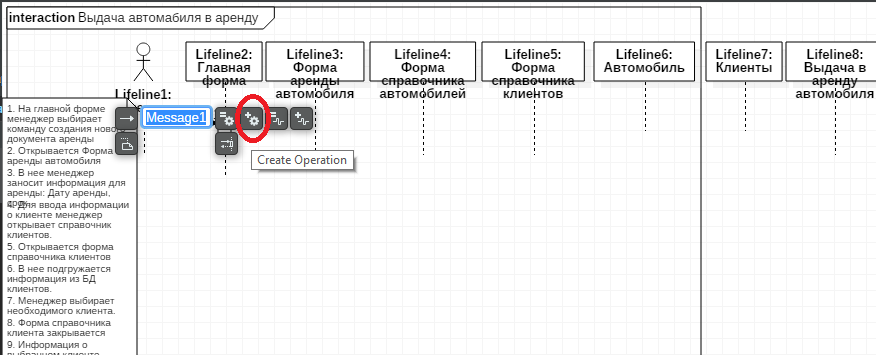 interaction Выдача автомабиля в аренду
Lifeline1:
Lifeline2:
Главная
форма
Lifeline3:
Форма
аренды
автомобиля
Lifeline4:
Форма
справочника
автомобилей
Lifeline5:
Форма
справочника
клиентов
Lifeline6:
Автомобиль
Lifeline7:
Клиенты
Lifeline8:
Выдача в
аренду
автомобиля
Message1
Create Operation
1. На главной форме
менеджер выбирает
команду создания новог
документа аренды
2. Открывается Форма
аренды автомобиля
3. В нее менеджер
заносит информация для
аренды: Дату аренды,
4. Для ввода информации
о клиенте менеджер
открывает справочник
клиентов.
5. Открывается форма
справочника клиентов
6. В нее подгружается
информация из БД
клиентов.
7. Менеджер выбирает
необходимого клиента.
8. Форма справочника
клиента закрывается
9. Информация о
выбранном клиенте